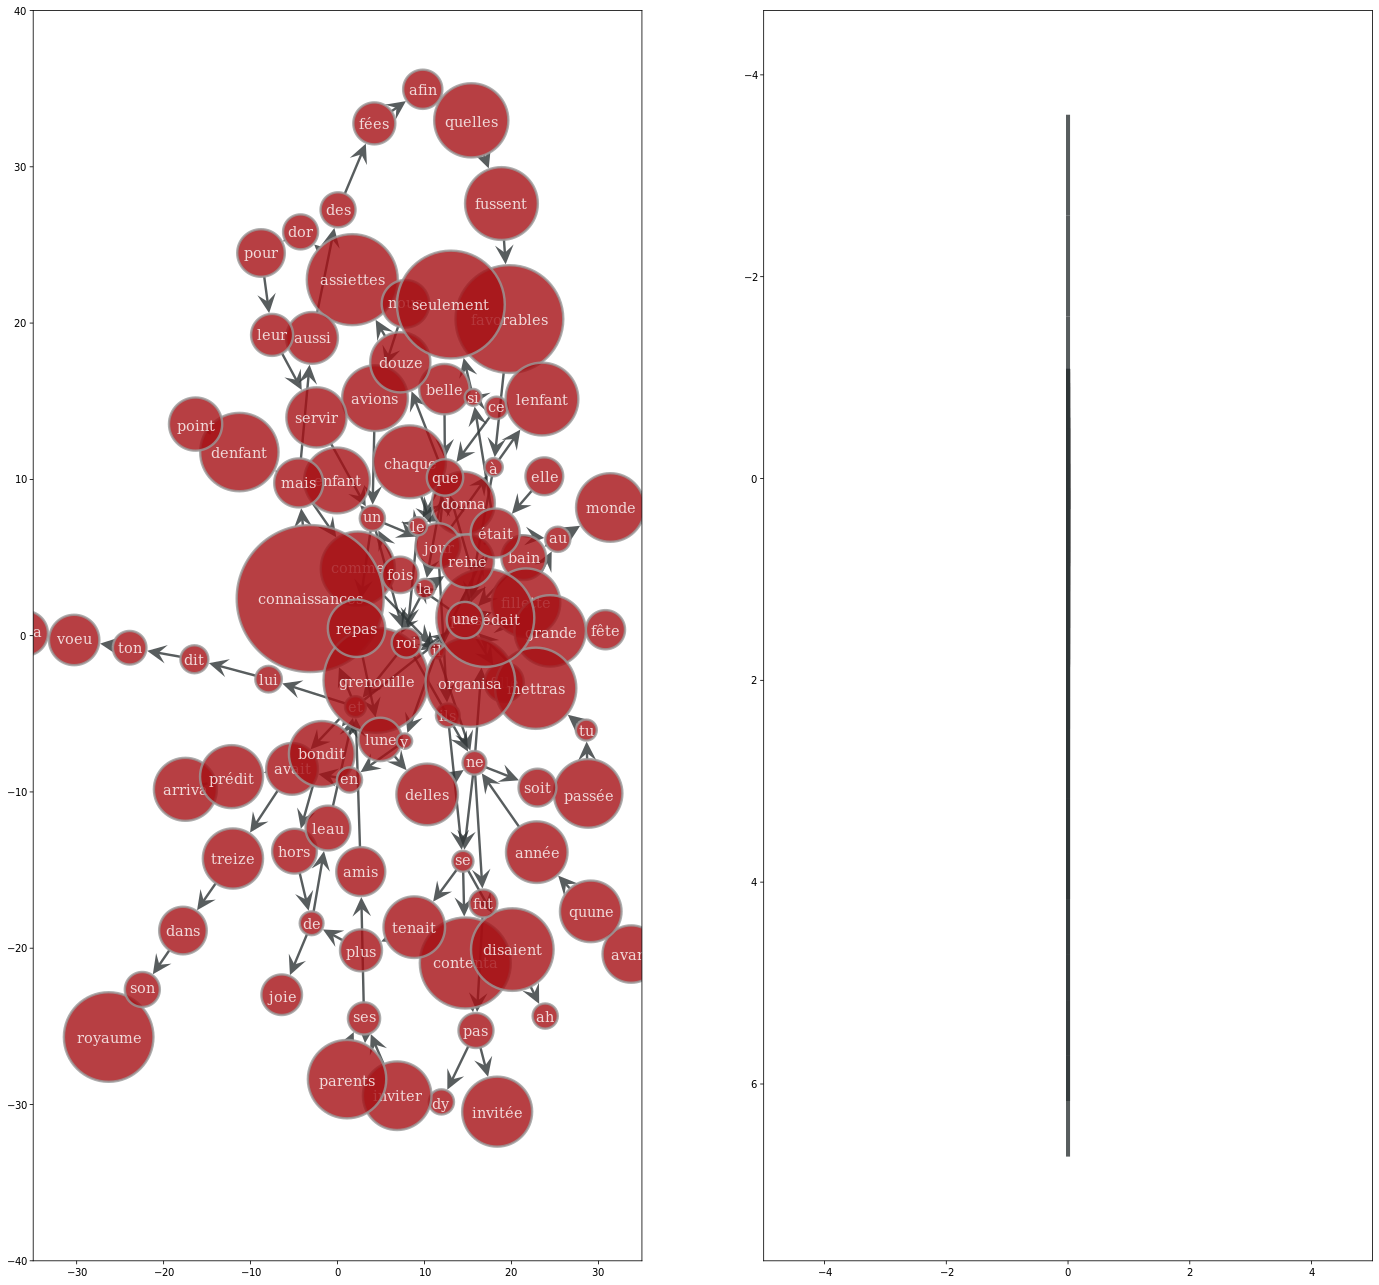 40
afin
quelles
fées
30
fussent
des
dor
pour
assiettes
seulement
favorables
20
leur
aussi
douze
belle
si
ce
lenfant
avions
servir
point
denfant
chaque
10
mais
enfant
que
à
elle
donna
monde
un
le
était
au
jour
reine
bain
comme
fois
la
fillette
connaissances
repas
une
grande
fête
0
voeu
ton
dit
roi
il
lui
grenouille
organisa
mettras
et
ils
tu
lune
y
bondit
avait
en
ne
−10
arriva
prédit
delles
soit
passée
leau
hors
treize
amis
se
année
fut
quune
dans
de
plus
tenait
disaient
contenta
−20
son
joie
ses
pas
ah
royaume
parents
inviter
dy
invitée
−30
−40
−30
−20
−10
0
10
20
30
−4
−2
0
2
4
6
−4
−2
0
2
4